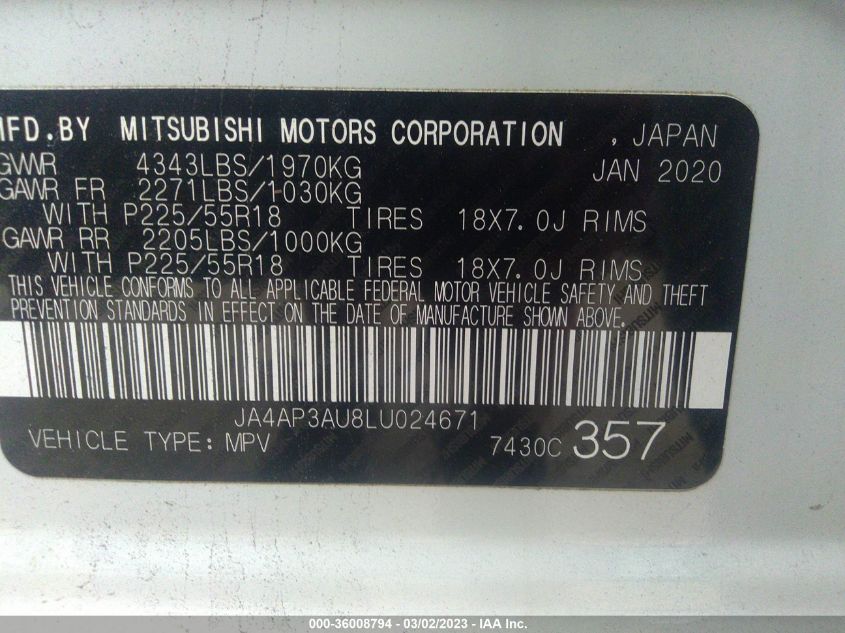 MFD.BY MITSUBISHI MOTORS CORPORATION , JAPAN
GVWR 4343LBS/1970KG JAN 2020
GAWR FR 2271LBS/1030KG
WITH P225/55R18 TIRES 18X7.0J RIMS
GAWR RR 2205LBS/1000KG
WITH P225/55R18 TIRES 18X7.0J RIMS
THIS VEHICLE CONFORMS TO ALL APPLICABLE FEDERAL MOTOR VEHICLE SAFETY AND THEFT
PREVENTION STANDARDS IN EFFECT ON THE DATE OF MANUFACTURE SHOWN ABOVE.
JA4AP3AU8LU024671
VEHICLE TYPE: MPV 7430C 357
000-36008794 - 03/02/2023 - IAA Inc.